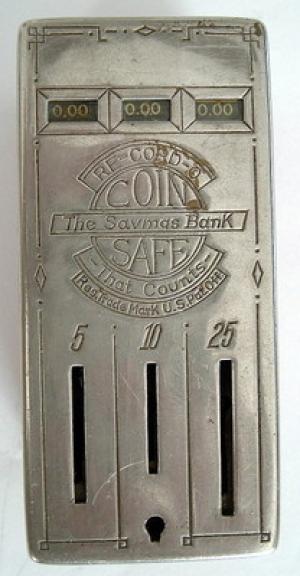 0.00 0.00 0.00
RE-CORD-O
COIN
The Savings Bank
SAFE
-That Counts-
Reg. Trade Mark U.S. Pat. Off.
5 10 25